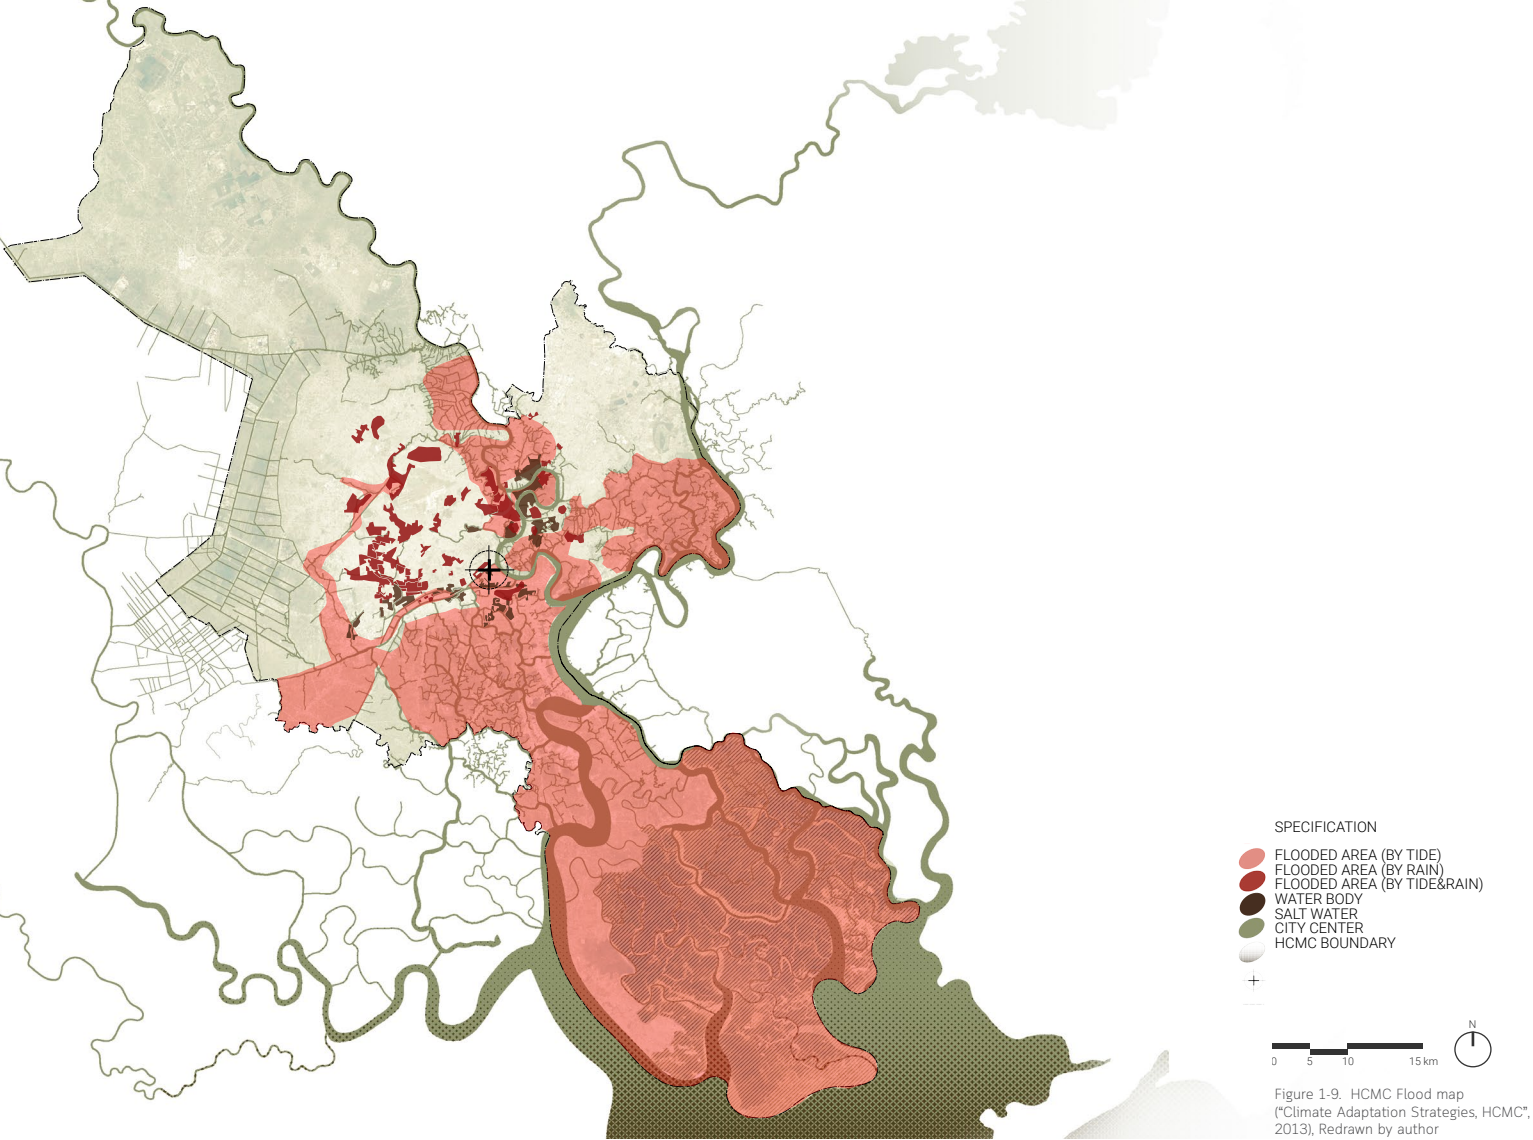 SPECIFICATION
FLOODED AREA (BY TIDE)
FLOODED AREA (BY RAIN)
FLOODED AREA (BY TIDE&RAIN)
WATER BODY
SALT WATER
CITY CENTER
HCMC BOUNDARY
N
0 5 10 15 km
Figure 1-9. HCMC Flood map
("Climate Adaptation Strategies, HCMC",
2013), Redrawn by author